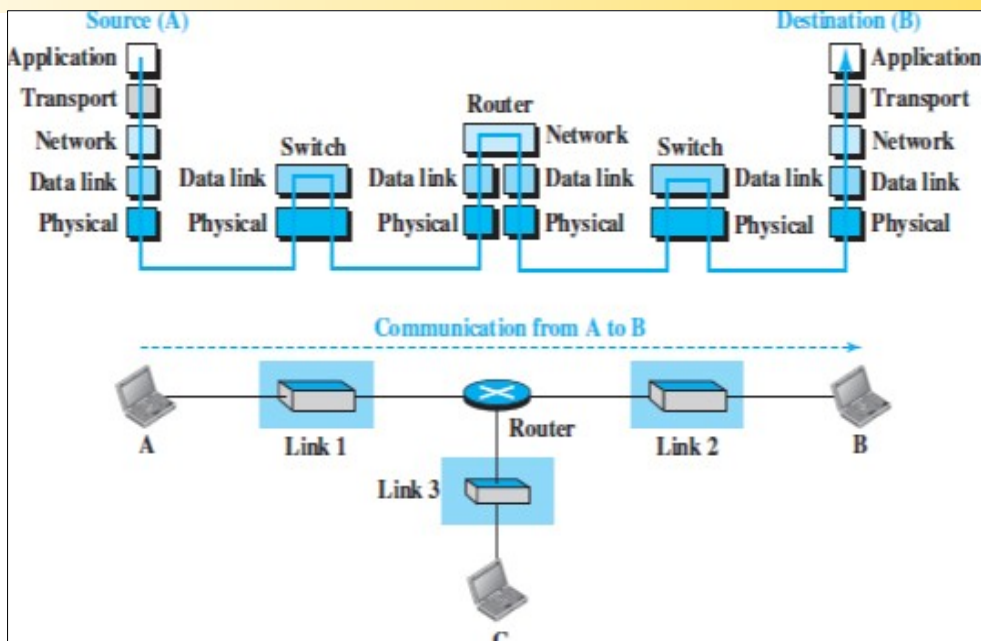 Source (A)
Destination (B)
Application
Application
Transport
Transport
Router
Network
Network
Network
Switch
Switch
Data link
Data link
Data link
Data link
Data link
Data link
Physical
Physical
Physical
Physical
Physical
Physical
Communication from A to B
A
Link 1
Router
Link 2
B
Link 3
C